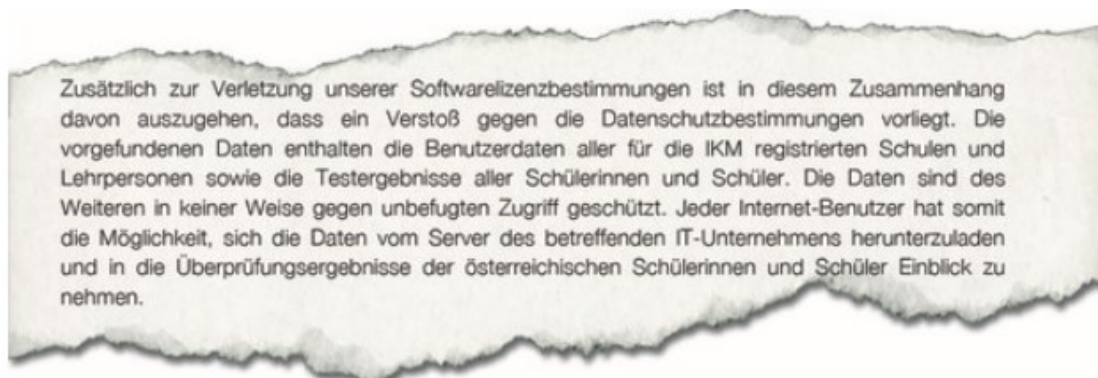 Zusätzlich zur Verletzung unserer Softwarelizenzbestimmungen ist in diesem Zusammenhang
davon auszugehen, dass ein Verstoß gegen die Datenschutzbestimmungen vorliegt. Die
vorgefundenen Daten enthalten die Benutzerdaten aller für die IKM registrierten Schulen und
Lehrpersonen sowie die Testergebnisse aller Schülerinnen und Schüler. Die Daten sind des
Weiteren in keiner Weise gegen unbefugten Zugriff geschützt. Jeder Internet-Benutzer hat somit
die Möglichkeit, sich die Daten vom Server des betreffenden IT-Unternehmens herunterzuladen
und in die Überprüfungsergebnisse der österreichischen Schülerinnen und Schüler Einblick zu
nehmen.